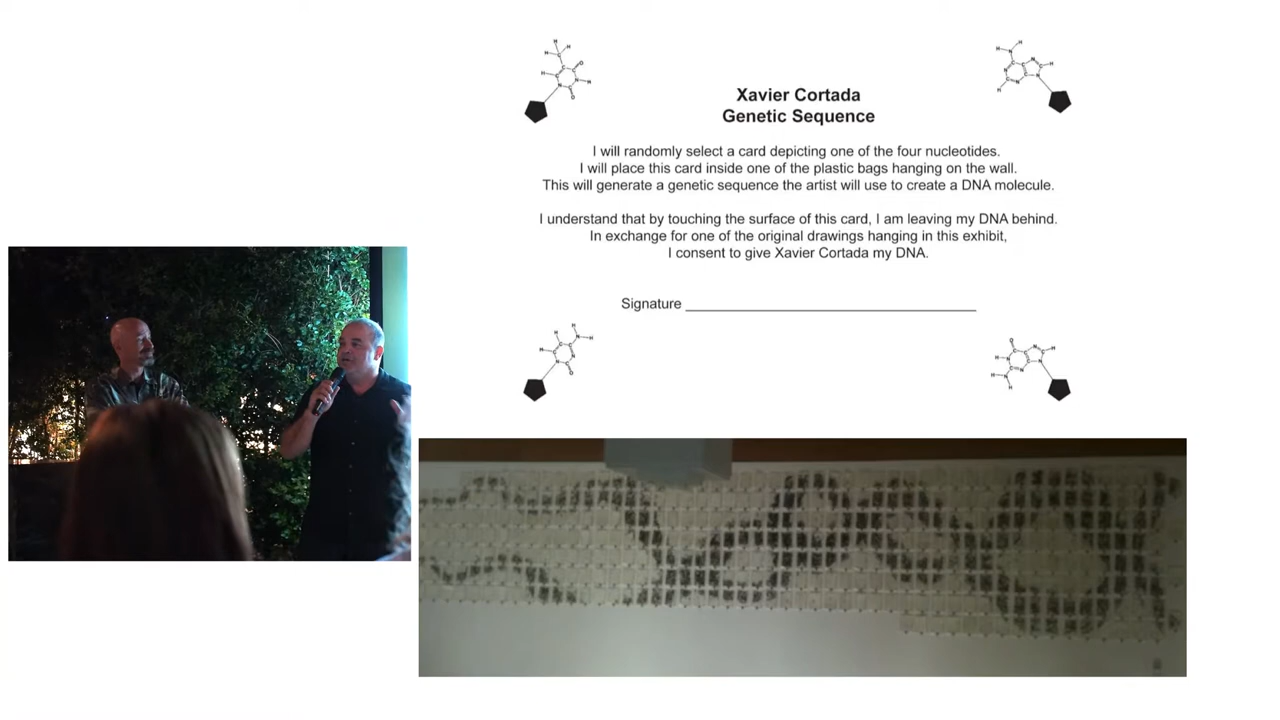 Xavier Cortada
Genetic Sequence
I will randomly select a card depicting one of the four nucleotides.
I will place this card inside one of the plastic bags hanging on the wall.
This will generate a genetic sequence the artist will use to create a DNA molecule.
I understand that by touching the surface of this card, I am leaving my DNA behind.
In exchange for one of the original drawings hanging in this exhibit,
I consent to give Xavier Cortada my DNA.
Signature